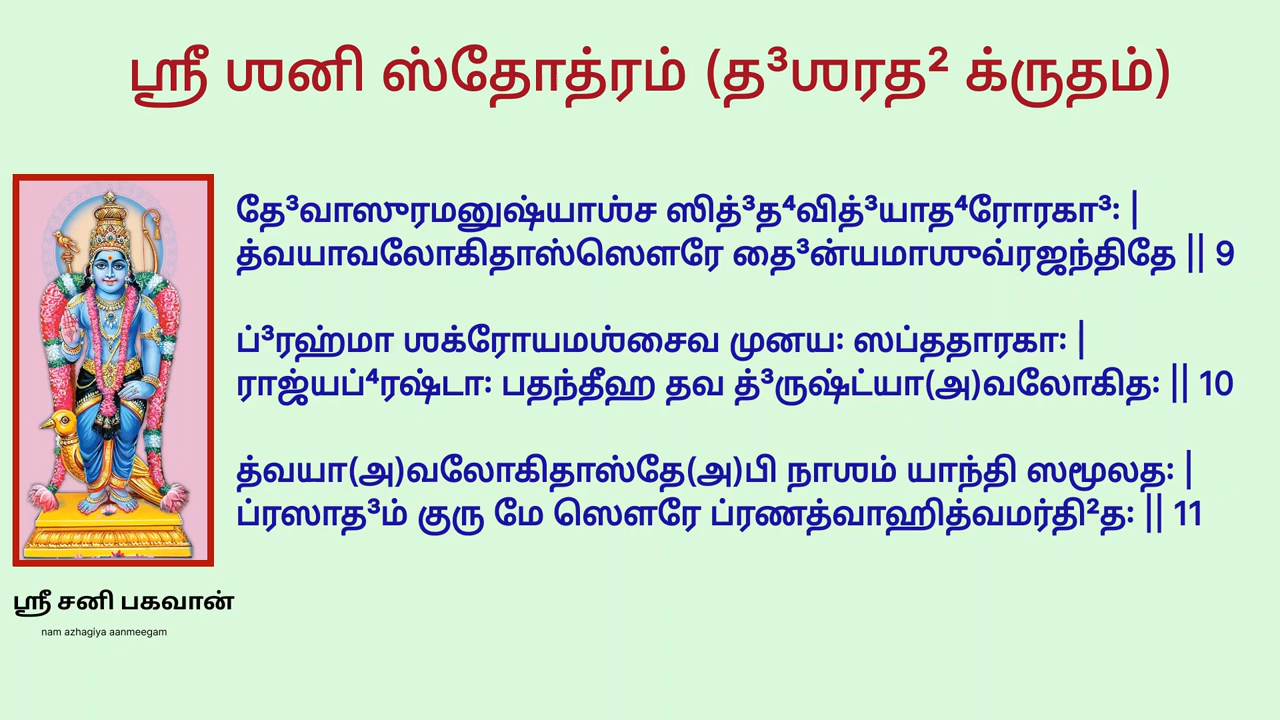 ஸ்ரீ ஶனி ஸ்தோத்ரம் (த³ஶரத² க்ருதம்)
தே³வாஸுரமனுஷ்யாஶ்ச ஸித்³த⁴வித்³யாத⁴ரோரகா³: |
த்வயாவலோகிதாஸ்ஸௌரே தை³ன்யமாஶுவ்ரஜந்திதே || 9
ப்³ரஹ்மா ஶக்ரோயமஶ்சைவ முனய: ஸப்ததாரகா: |
ராஜ்யப்⁴ரஷ்டா: பதந்தீஹ தவ த்³ருஷ்ட்யா(அ)வலோகித: || 10
த்வயா(அ)வலோகிதாஸ்தே(அ)பி நாஶம் யாந்தி ஸமூலத: |
ப்ரஸாத³ம் குரு மே ஸௌரே ப்ரணத்வாஹித்வமர்தி²த: || 11
ஸ்ரீ சனி பகவான்
nam azhagiya aanmeegam